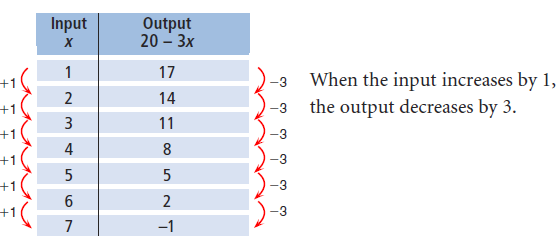 Input Output
x 20 – 3x
1 17
+1 –3 When the input increases by 1,
2 14
+1 –3 the output decreases by 3.
3 11
+1 –3
4 8
+1 –3
5 5
+1 –3
6 2
+1 –3
7 –1